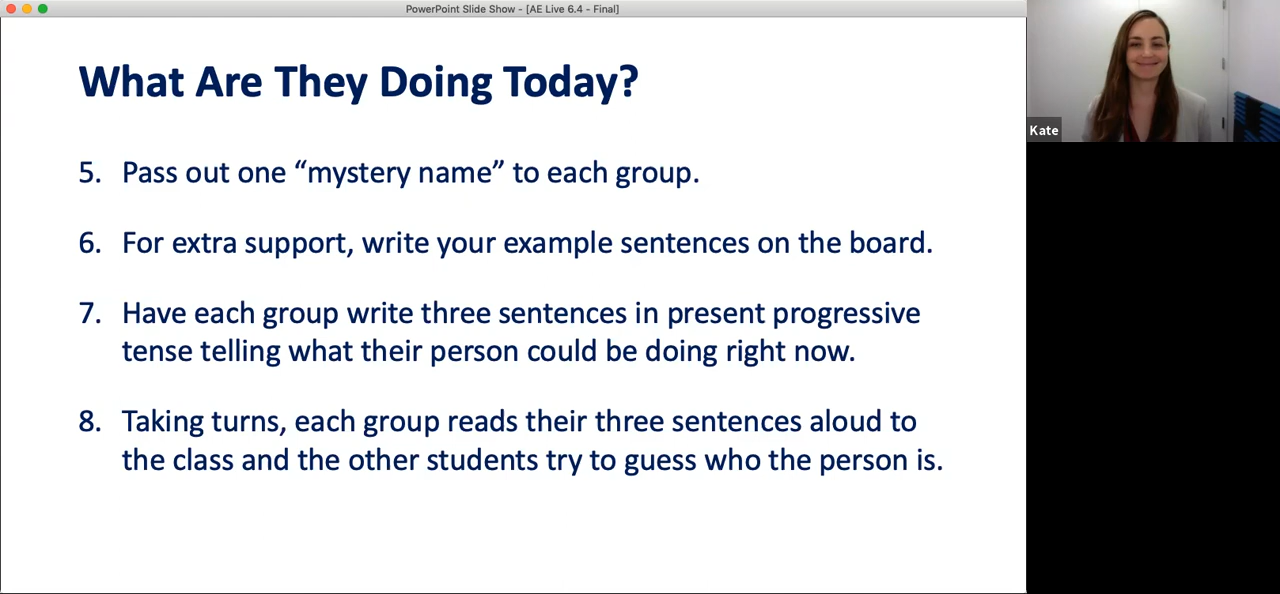 PowerPoint Slide Show - [AE Live 6.4 - Final]
What Are They Doing Today?
5. Pass out one “mystery name” to each group.
6. For extra support, write your example sentences on the board.
7. Have each group write three sentences in present progressive
tense telling what their person could be doing right now.
8. Taking turns, each group reads their three sentences aloud to
the class and the other students try to guess who the person is.
Kate